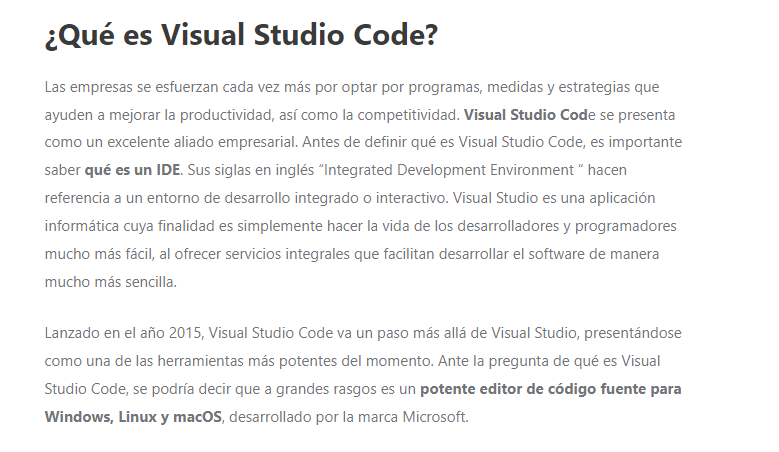 ¿Qué es Visual Studio Code?
Las empresas se esfuerzan cada vez más por optar por programas, medidas y estrategias que
ayuden a mejorar la productividad, así como la competitividad. Visual Studio Code se presenta
como un excelente aliado empresarial. Antes de definir qué es Visual Studio Code, es importante
saber qué es un IDE. Sus siglas en inglés “Integrated Development Environment “ hacen
referencia a un entorno de desarrollo integrado o interactivo. Visual Studio es una aplicación
informática cuya finalidad es simplemente hacer la vida de los desarrolladores y programadores
mucho más fácil, al ofrecer servicios integrales que facilitan desarrollar el software de manera
mucho más sencilla.
Lanzado en el año 2015, Visual Studio Code va un paso más allá de Visual Studio, presentándose
como una de las herramientas más potentes del momento. Ante la pregunta de qué es Visual
Studio Code, se podría decir que a grandes rasgos es un potente editor de código fuente para
Windows, Linux y macOS, desarrollado por la marca Microsoft.